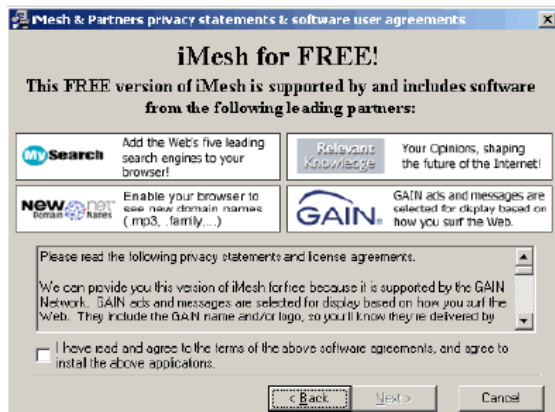 iMesh & Partners privacy statements & software user agreements
iMesh for FREE!
This FREE version of iMesh is supported by and includes software
from the following leading partners:
MySearch
Add the Web's five leading
search engines to your
browser!
Relevant
Knowledge
Your Opinions, shaping
the future of the Internet!
NEW.net
Domain Names
Enable your browser to
see new domain names
(.mp3, .family,...)
GAIN
GAIN ads and messages are
selected for display based on
how you surf the Web.
Please read the following privacy statements and license agreements.
We can provide you this version of iMesh for free because it is supported by the GAIN
Network. GAIN ads and messages are selected for display based on how you surf the
Web. They include the GAIN name and/or logo, so you'll know they're delivered by
I have read and agree to the terms of the above software agreements, and agree to
install the above applications.
< Back
Next >
Cancel